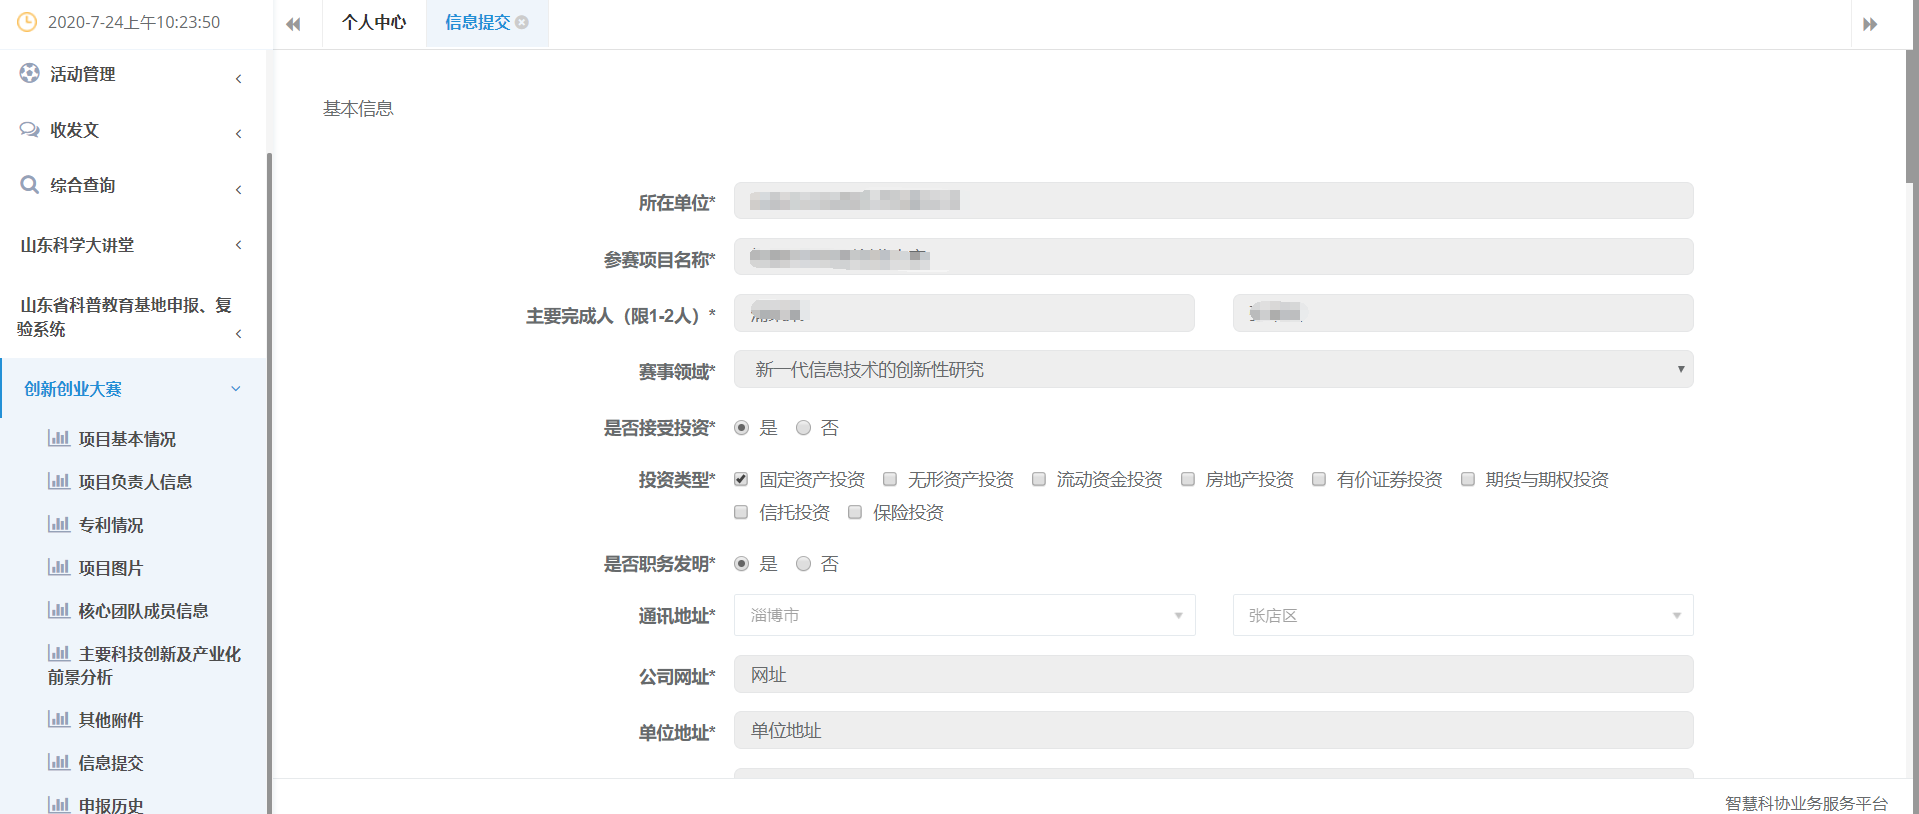 2020-7-24上午10:23:50
个人中心
信息提交
活动管理
收发文
综合查询
山东科学大讲堂
山东省科普教育基地申报、复
验系统
创新创业大赛
项目基本情况
项目负责人信息
专利情况
项目图片
核心团队成员信息
主要科技创新及产业化
前景分析
其他附件
信息提交
申报历史
基本信息
所在单位*
参赛项目名称*
主要完成人（限1-2人）*
赛事领域* 新一代信息技术的创新性研究
是否接受投资* 是 否
投资类型* 固定资产投资 无形资产投资 流动资金投资 房地产投资 有价证券投资 期货与期权投资
信托投资 保险投资
是否职务发明* 是 否
通讯地址* 淄博市 张店区
公司网址* 网址
单位地址* 单位地址
智慧科协业务服务平台